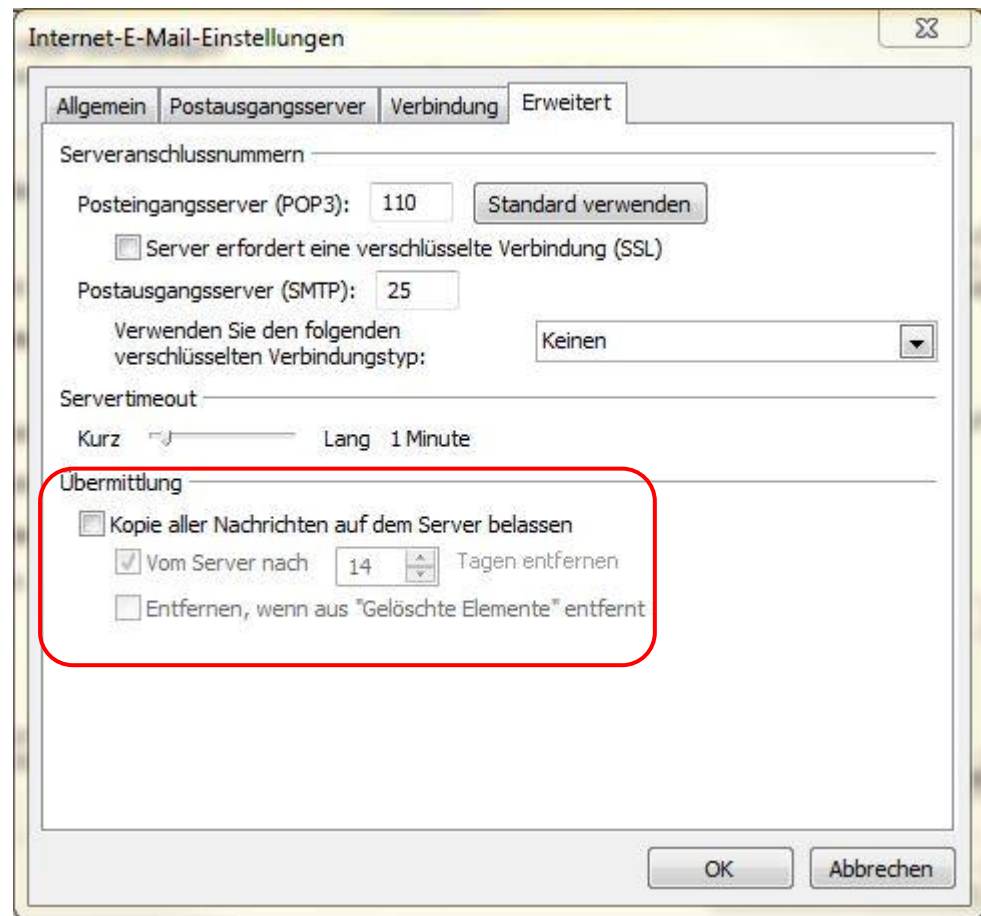 Internet-E-Mail-Einstellungen
Allgemein Postausgangsserver Verbindung Erweitert
Serveranschlussnummern
Posteingangsserver (POP3): 110 Standard verwenden
Server erfordert eine verschlüsselte Verbindung (SSL)
Postausgangsserver (SMTP): 25
Verwenden Sie den folgenden
verschlüsselten Verbindungstyp: Keinen
Servertimeout
Kurz Lang 1 Minute
Übermittlung
Kopie aller Nachrichten auf dem Server belassen
Vom Server nach 14 Tagen entfernen
Entfernen, wenn aus "Gelöschte Elemente" entfernt
OK Abbrechen